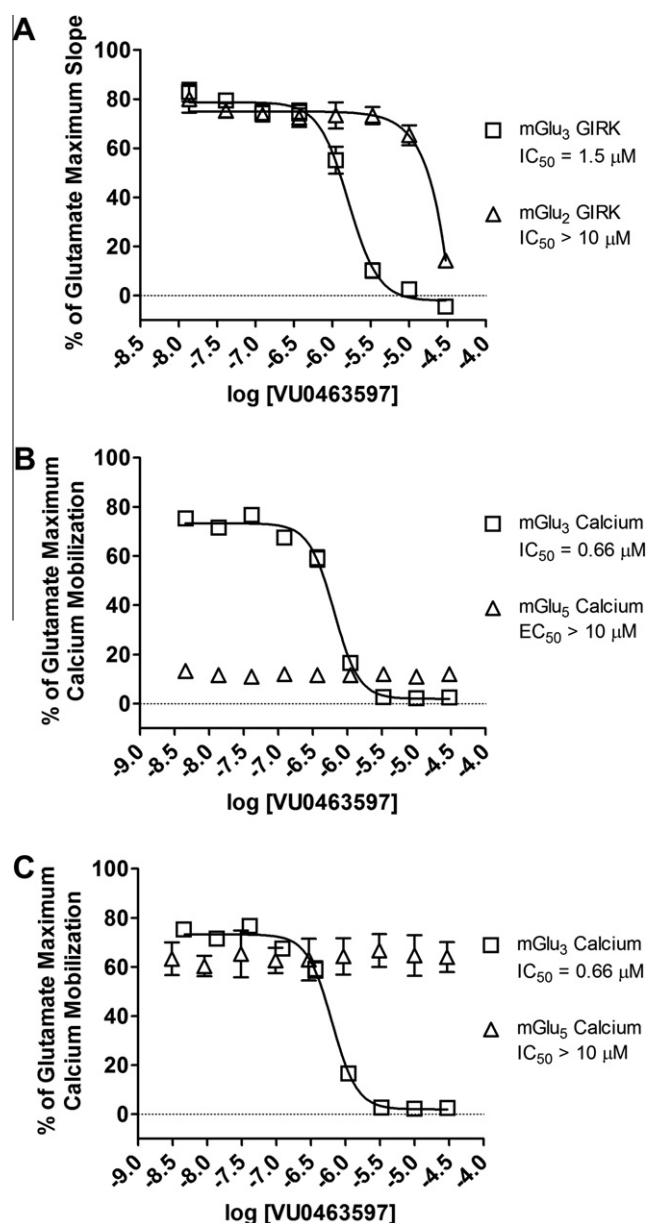 A
% of Glutamate Maximum Slope
100
80
60
40
20
0
-8.5
-8.0
-7.5
-7.0
-6.5
-6.0
-5.5
-5.0
-4.5
-4.0
log [VU0463597]
mGlu₃ GIRK
IC₅₀ = 1.5 μM
mGlu₂ GIRK
IC₅₀ > 10 μM
B
% of Glutamate Maximum
Calcium Mobilization
100
80
60
40
20
0
-9.0
-8.5
-8.0
-7.5
-7.0
-6.5
-6.0
-5.5
-5.0
-4.5
-4.0
log [VU0463597]
mGlu₃ Calcium
IC₅₀ = 0.66 μM
mGlu₅ Calcium
EC₅₀ > 10 μM
C
% of Glutamate Maximum
Calcium Mobilization
100
80
60
40
20
0
-9.0
-8.5
-8.0
-7.5
-7.0
-6.5
-6.0
-5.5
-5.0
-4.5
-4.0
log [VU0463597]
mGlu₃ Calcium
IC₅₀ = 0.66 μM
mGlu₅ Calcium
IC₅₀ > 10 μM